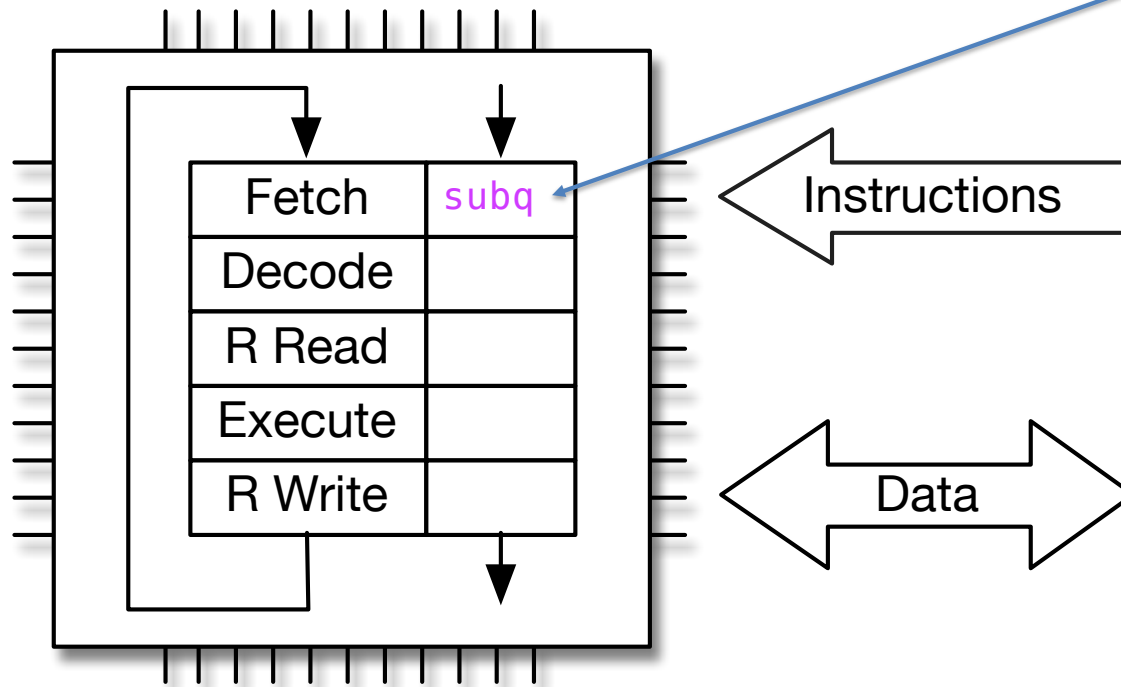 Fetch subq
Decode
R Read
Execute
R Write
Instructions
Data